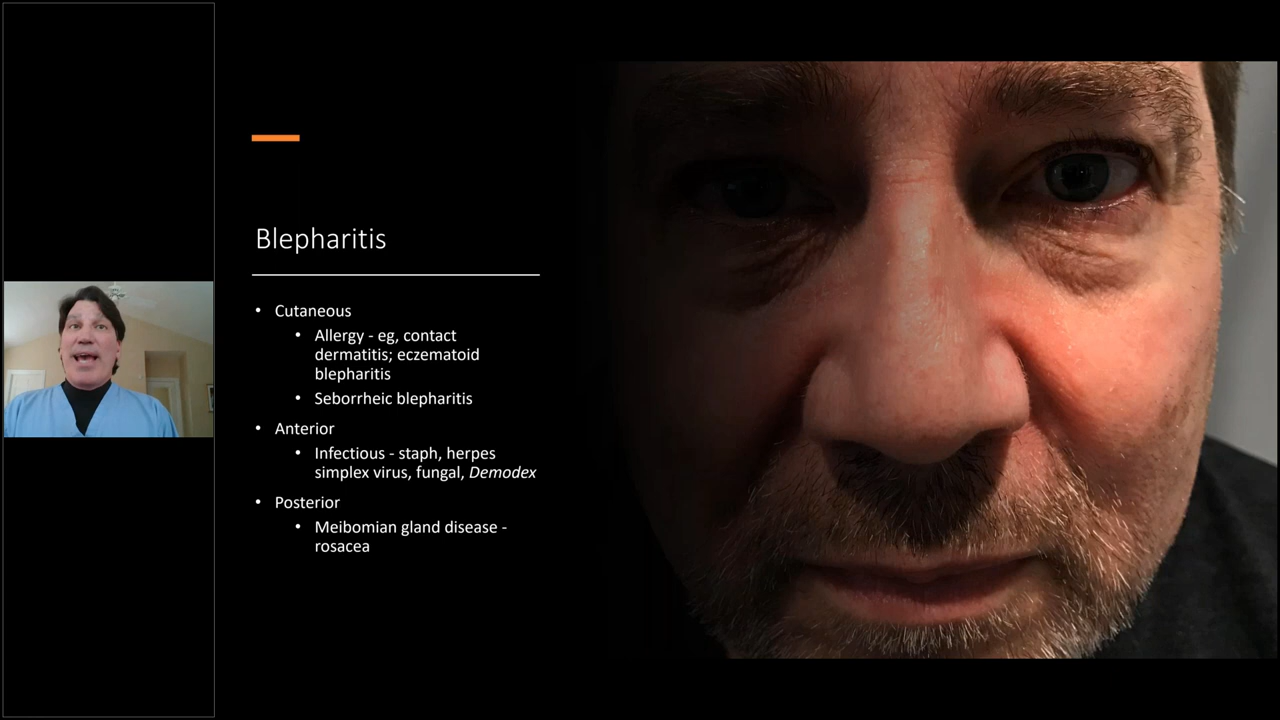 Blepharitis
• Cutaneous
• Allergy - eg, contact
dermatitis; eczematoid
blepharitis
• Seborrheic blepharitis
• Anterior
• Infectious - staph, herpes
simplex virus, fungal, Demodex
• Posterior
• Meibomian gland disease -
rosacea